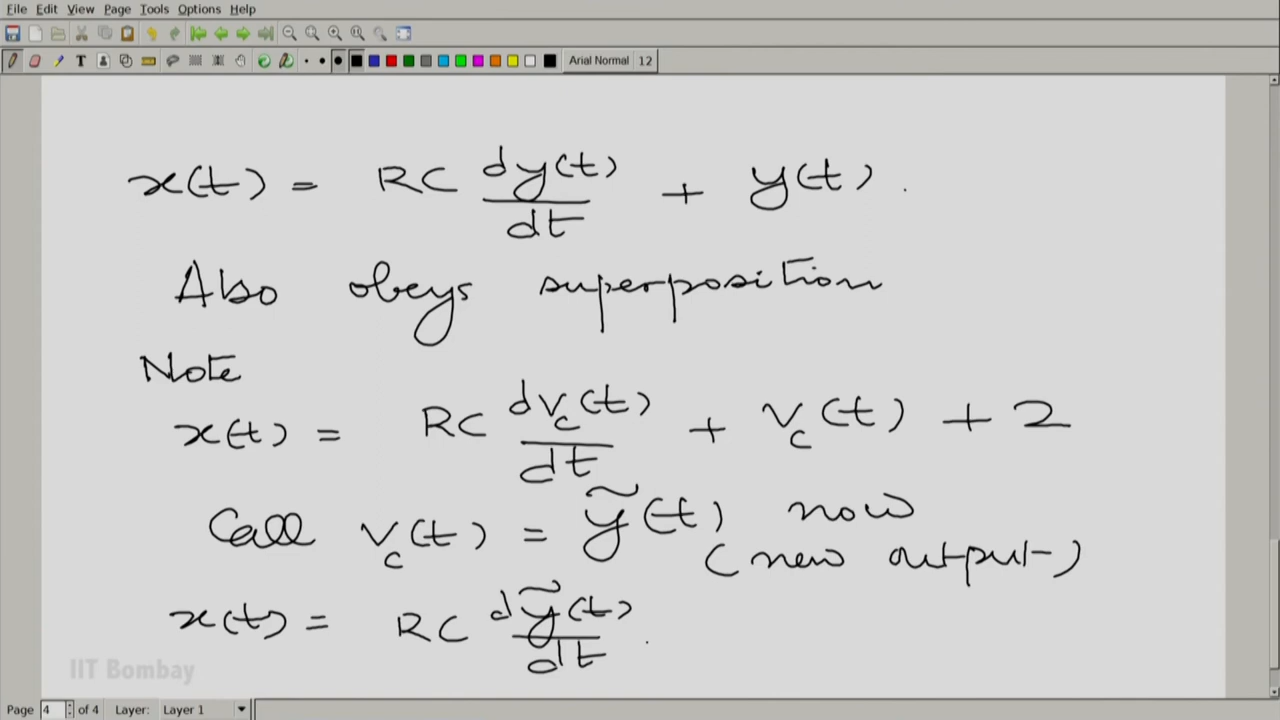 File Edit View Page Tools Options Help
T Arial Normal 12
x(t) = RC dy(t)/dt + y(t).
Also obeys superposition
Note
x(t) = RC dv_c(t)/dt + v_c(t) + 2
Call v_c(t) = ỹ(t) now
(new output)
x(t) = RC dỹ(t)/dt
IIT Bombay
Page 4 of 4 Layer: Layer 1